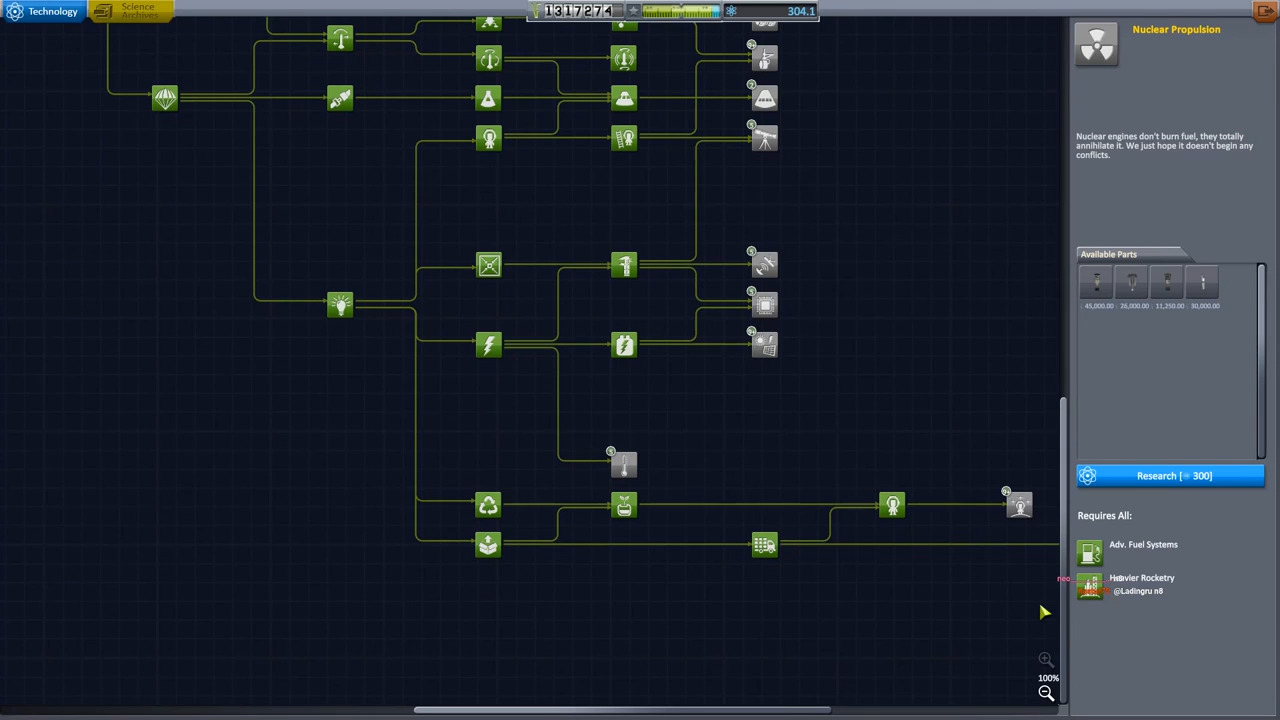 Technology
Science
Archives
1317274
304.1
Nuclear Propulsion
Nuclear engines don't burn fuel, they totally
annihilate it. We just hope it doesn't begin any
conflicts.
Available Parts
45,000.00 26,000.00 11,250.00 30,000.00
Research [ 300]
Requires All:
Adv. Fuel Systems
Heavier Rocketry
@Ladingru n8
100%